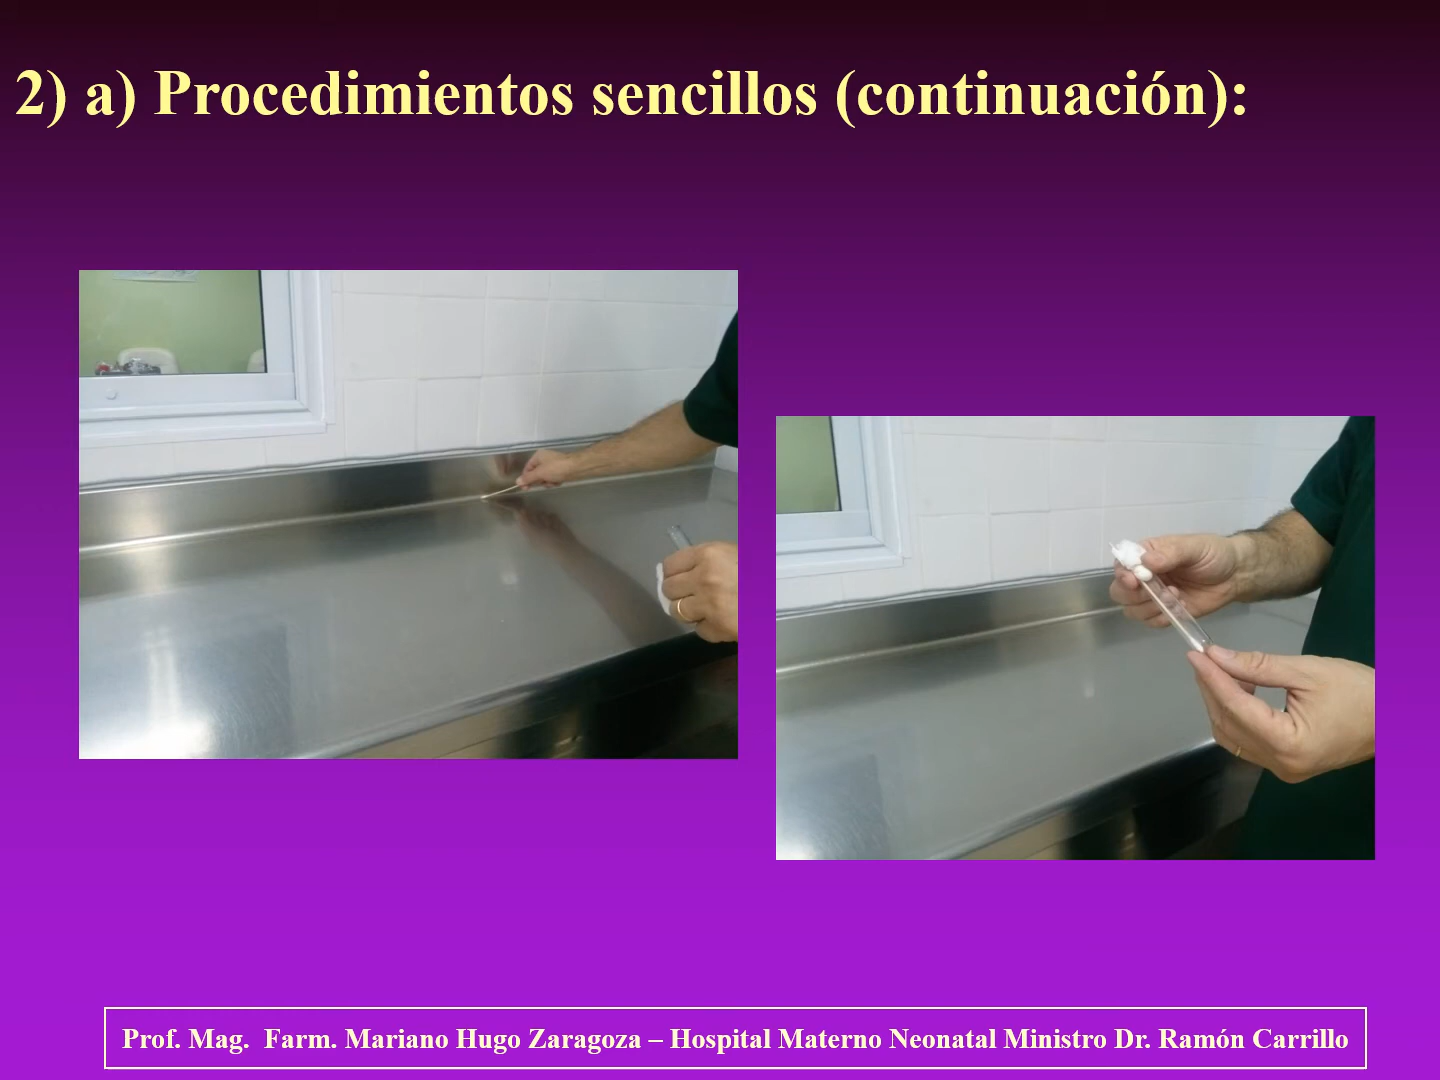 2) a) Procedimientos sencillos (continuación):
Prof. Mag.  Farm. Mariano Hugo Zaragoza – Hospital Materno Neonatal Ministro Dr. Ramón Carrillo